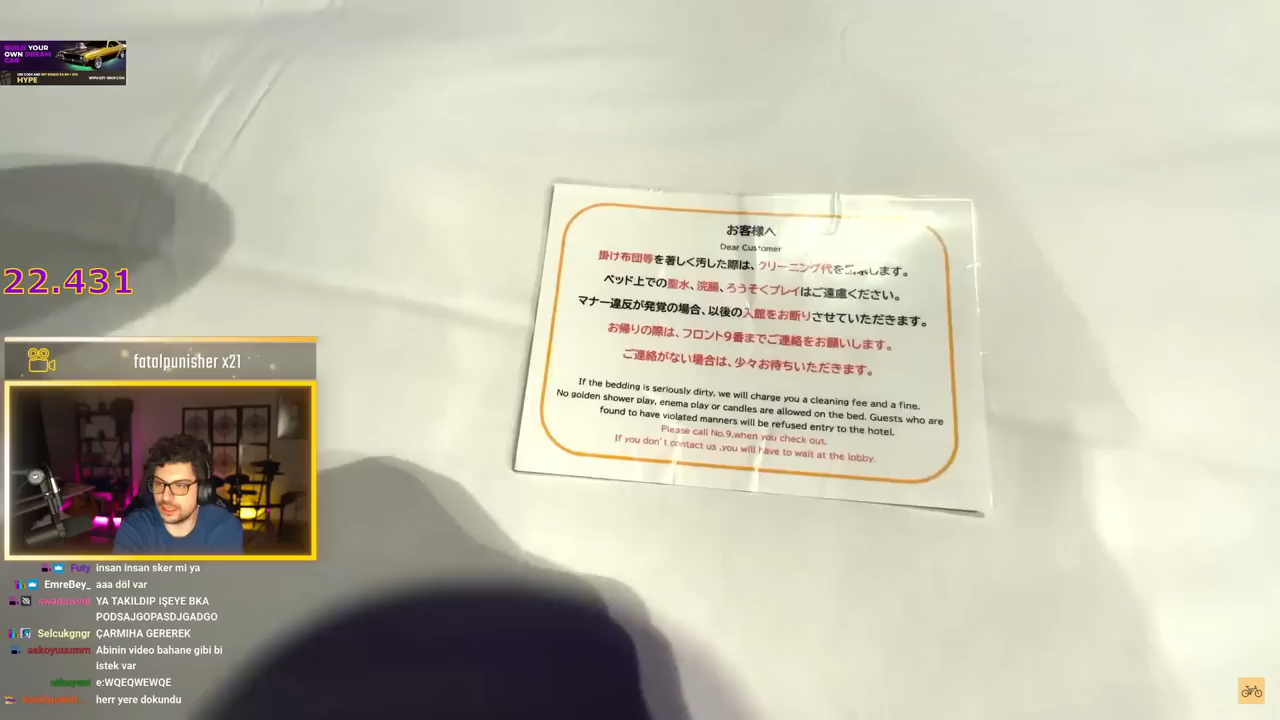 BUILD YOUR
OWN DREAM
CAR
HYPE
22.431
fatalpunisher x21
お客様へ
Dear Customer
掛け布団等を著しく汚した際は、クリーニング代を します。
ベッド上での聖水、浣腸、ろうそくプレイはご遠慮ください。
マナー違反が発覚の場合、以後の入館をお断りさせていただきます。
お帰りの際は、フロント9番までご連絡をお願いします。
ご連絡がない場合は、少々お待ちいただきます。
If the bedding is seriously dirty, we will charge you a cleaning fee and a fine.
No golden shower play, enema play or candles are allowed on the bed. Guests who are
found to have violated manners will be refused entry to the hotel.
Please call No.9,when you check out.
If you don't contact us ,you will have to wait at the lobby.
Futy insan insan sker mi ya
EmreBey_ aaa döl var
swadowind YA TAKILDIP IŞEYE BKA
PODSAJGOPASDJGADGO
Selcukgngr ÇARMIHA GEREREK
askoyuuumm Abinin video bahane gibi bi
istek var
e:WQEQWEWQE
herr yere dokundu